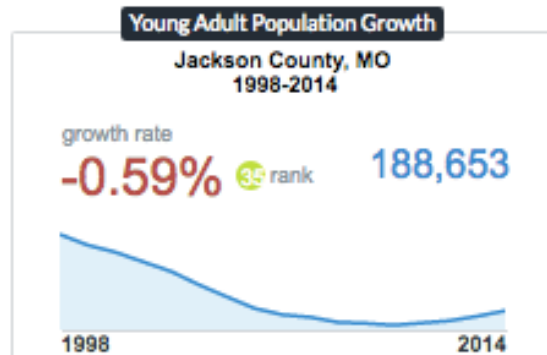 Young Adult Population Growth
Jackson County, MO
1998-2014
growth rate
-0.59% 35 rank 188,653
1998 2014